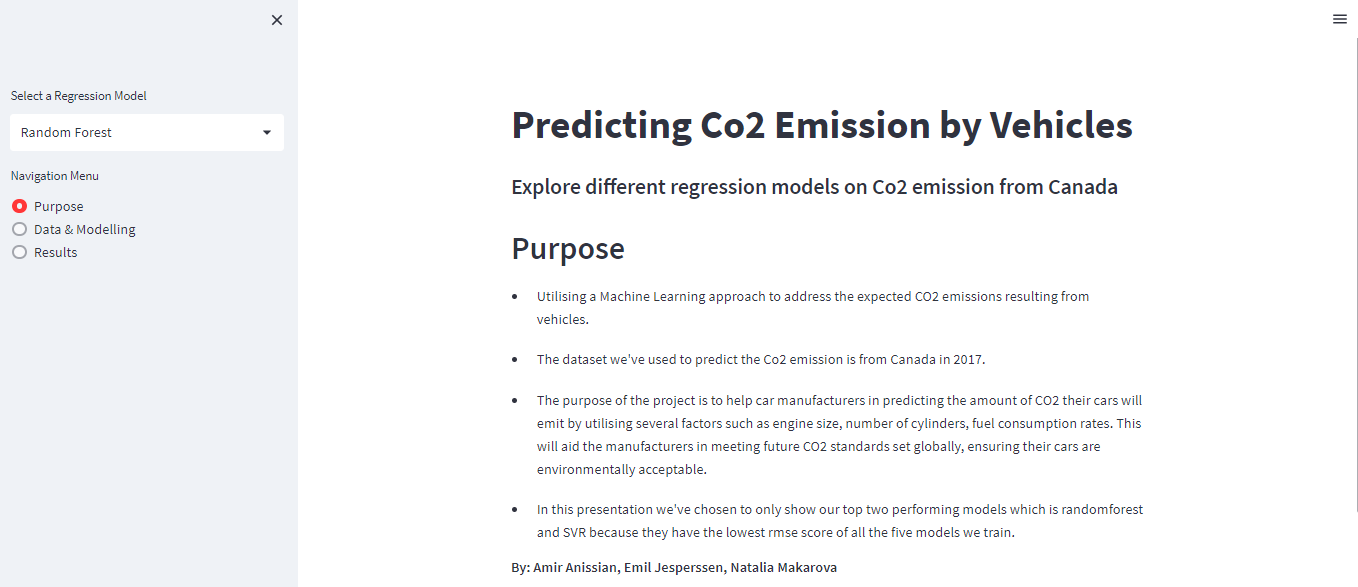 Select a Regression Model
Random Forest
Navigation Menu
Purpose
Data & Modelling
Results
Predicting Co2 Emission by Vehicles
Explore different regression models on Co2 emission from Canada
Purpose
Utilising a Machine Learning approach to address the expected CO2 emissions resulting from
vehicles.
The dataset we've used to predict the Co2 emission is from Canada in 2017.
The purpose of the project is to help car manufacturers in predicting the amount of CO2 their cars will
emit by utilising several factors such as engine size, number of cylinders, fuel consumption rates. This
will aid the manufacturers in meeting future CO2 standards set globally, ensuring their cars are
environmentally acceptable.
In this presentation we've chosen to only show our top two performing models which is randomforest
and SVR because they have the lowest rmse score of all the five models we train.
By: Amir Anissian, Emil Jesperssen, Natalia Makarova